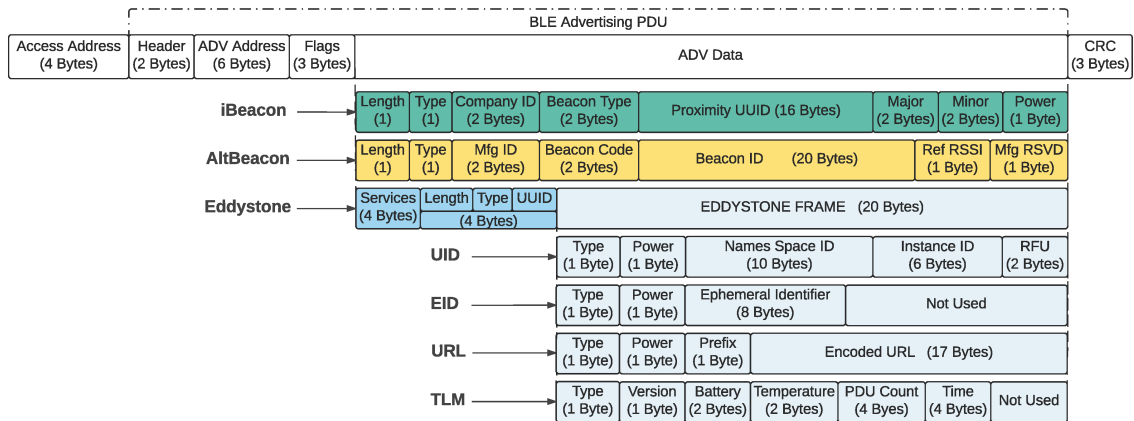 BLE Advertising PDU
Access Address
(4 Bytes)
Header
(2 Bytes)
ADV Address
(6 Bytes)
Flags
(3 Bytes)
ADV Data
CRC
(3 Bytes)
iBeacon
Length
(1)
Type
(1)
Company ID
(2 Bytes)
Beacon Type
(2 Bytes)
Proximity UUID (16 Bytes)
Major
(2 Bytes)
Minor
(2 Bytes)
Power
(1 Byte)
AltBeacon
Length
(1)
Type
(1)
Mfg ID
(2 Bytes)
Beacon Code
(2 Bytes)
Beacon ID (20 Bytes)
Ref RSSI
(1 Byte)
Mfg RSVD
(1 Byte)
Eddystone
Services
(4 Bytes)
Length
Type
UUID
(4 Bytes)
EDDYSTONE FRAME (20 Bytes)
UID
Type
(1 Byte)
Power
(1 Byte)
Names Space ID
(10 Bytes)
Instance ID
(6 Bytes)
RFU
(2 Bytes)
EID
Type
(1 Byte)
Power
(1 Byte)
Ephemeral Identifier
(8 Bytes)
Not Used
URL
Type
(1 Byte)
Power
(1 Byte)
Prefix
(1 Byte)
Encoded URL (17 Bytes)
TLM
Type
(1 Byte)
Version
(1 Byte)
Battery
(2 Bytes)
Temperature
(2 Bytes)
PDU Count
(4 Byes)
Time
(4 Bytes)
Not Used